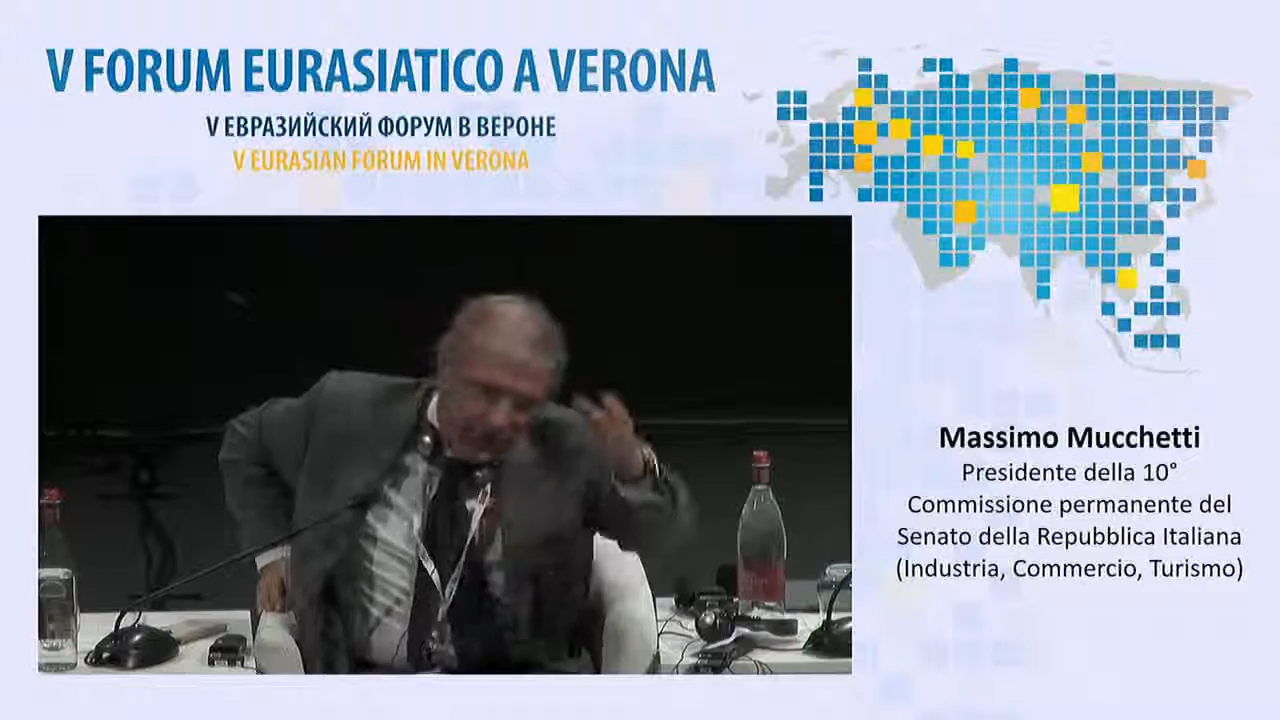 V FORUM EURASIATICO A VERONA
V ЕВРАЗИЙСКИЙ ФОРУМ В ВЕРОНЕ
V EURASIAN FORUM IN VERONA
Massimo Mucchetti
Presidente della 10°
Commissione permanente del
Senato della Repubblica Italiana
(Industria, Commercio, Turismo)